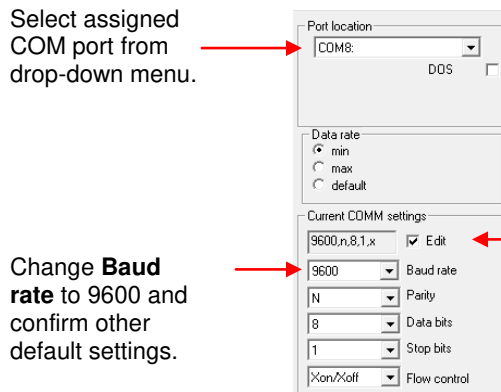 Select assigned
COM port from
drop-down menu.
Port location
COM8:
DOS
Data rate
min
max
default
Current COMM settings
9600,n,8,1,x
Edit
Change Baud
rate to 9600 and
confirm other
default settings.
9600
Baud rate
N
Parity
8
Data bits
1
Stop bits
Xon/Xoff
Flow control